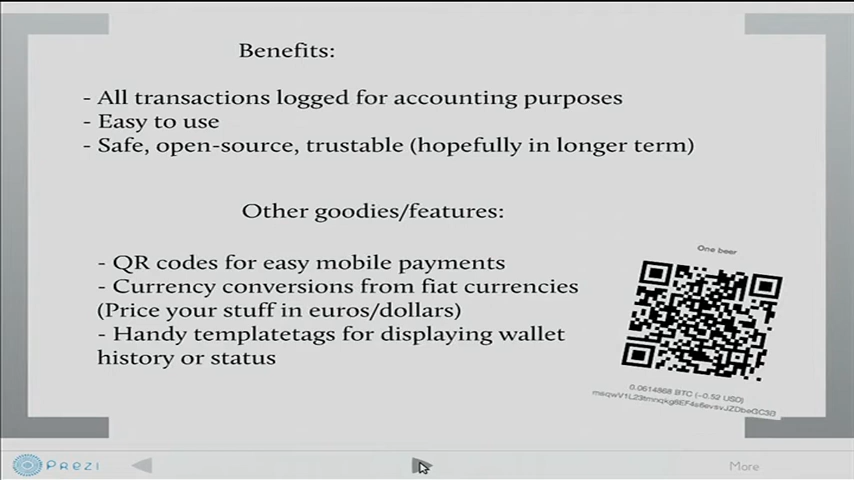 Benefits:
- All transactions logged for accounting purposes
- Easy to use
- Safe, open-source, trustable (hopefully in longer term)
Other goodies/features:
- QR codes for easy mobile payments
- Currency conversions from fiat currencies
(Price your stuff in euros/dollars)
- Handy templatetags for displaying wallet
history or status
One beer
0.0614868 BTC (~0.52 USD)
Prezi
More